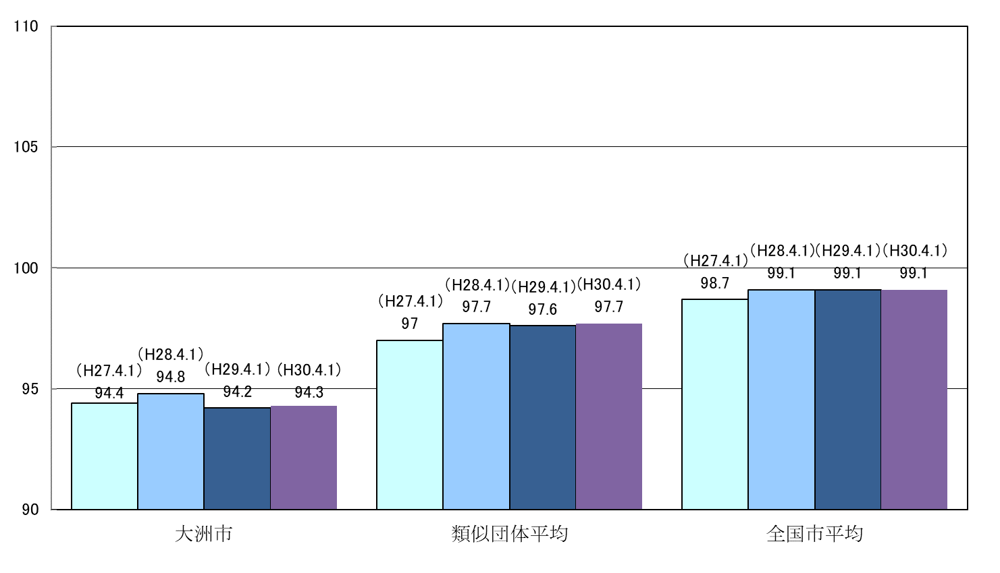 110
105
100
95
90
（H27.4.1）
94.4
（H28.4.1）
94.8
（H29.4.1）
94.2
（H30.4.1）
94.3
（H27.4.1）
97
（H28.4.1）
97.7
（H29.4.1）
97.6
（H30.4.1）
97.7
（H27.4.1）
98.7
（H28.4.1）
99.1
（H29.4.1）
99.1
（H30.4.1）
99.1
大洲市
類似団体平均
全国市平均